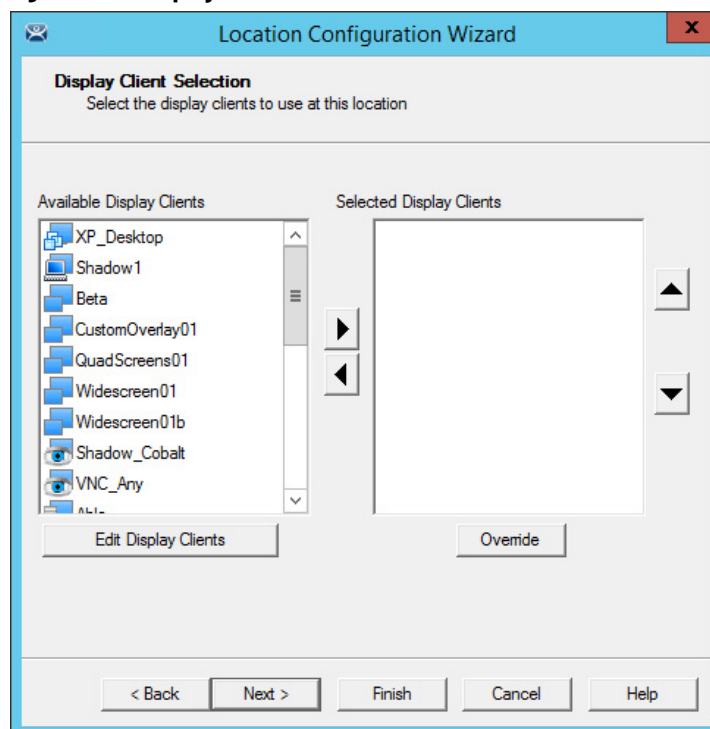 Location Configuration Wizard
x
Display Client Selection
Select the display clients to use at this location
Available Display Clients
Selected Display Clients
XP_Desktop
Shadow1
Beta
CustomOverlay01
QuadScreens01
Widescreen01
Widescreen01b
Shadow_Cobalt
VNC_Any
Edit Display Clients
Override
< Back
Next >
Finish
Cancel
Help